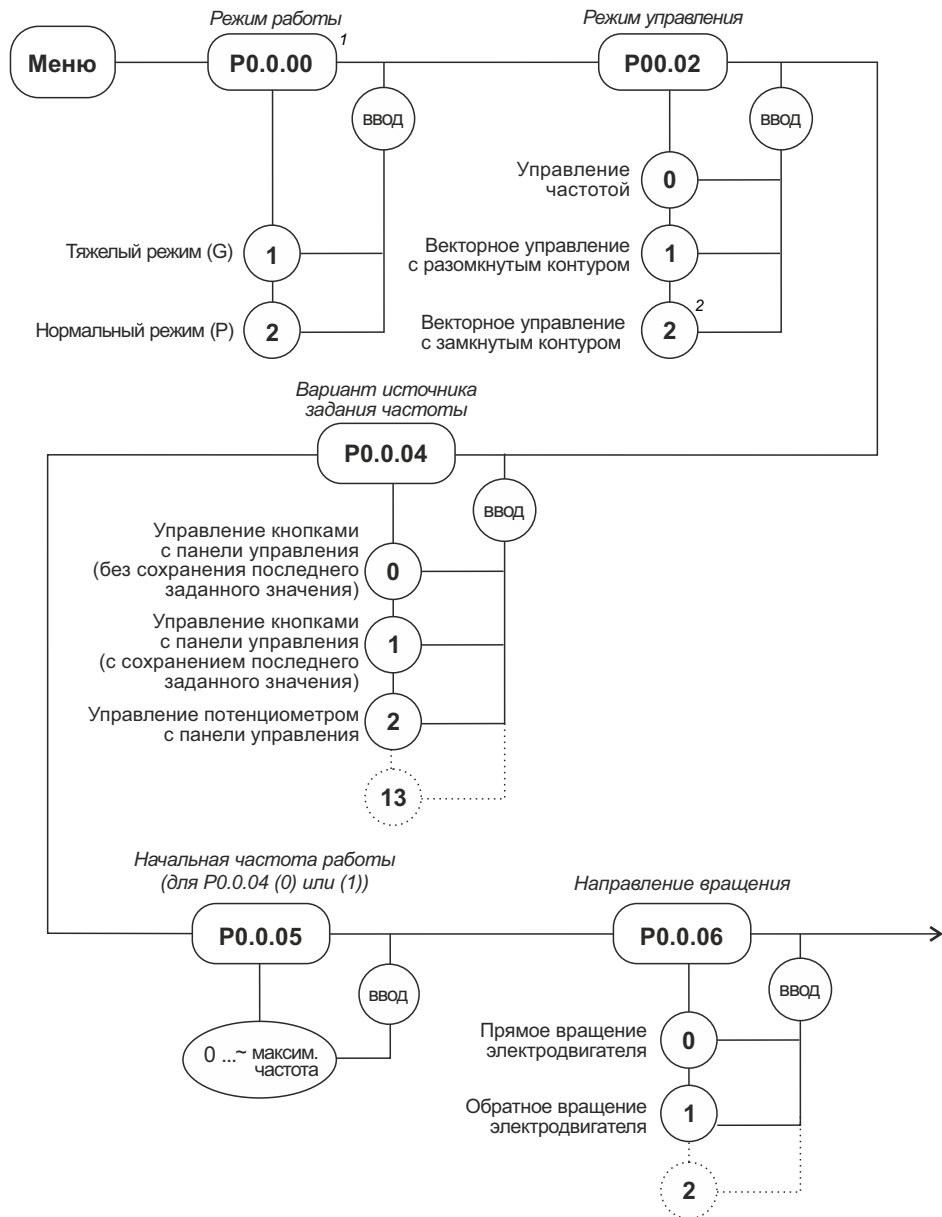 Режим работы
Режим управления
Меню
P0.0.00
1
P00.02
ВВОД
ВВОД
Тяжелый режим (G)
1
Нормальный режим (P)
2
Управление
частотой
0
Векторное управление
с разомкнутым контуром
1
Векторное управление
с замкнутым контуром
2
2
Вариант источника
задания частоты
P0.0.04
ВВОД
Управление кнопками
с панели управления
(без сохранения последнего
заданного значения)
0
Управление кнопками
с панели управления
(с сохранением последнего
заданного значения)
1
Управление потенциометром
с панели управления
2
13
Начальная частота работы
(для P0.0.04 (0) или (1))
P0.0.05
ВВОД
0 ...~ максим.
частота
Направление вращения
P0.0.06
ВВОД
Прямое вращение
электродвигателя
0
Обратное вращение
электродвигателя
1
2